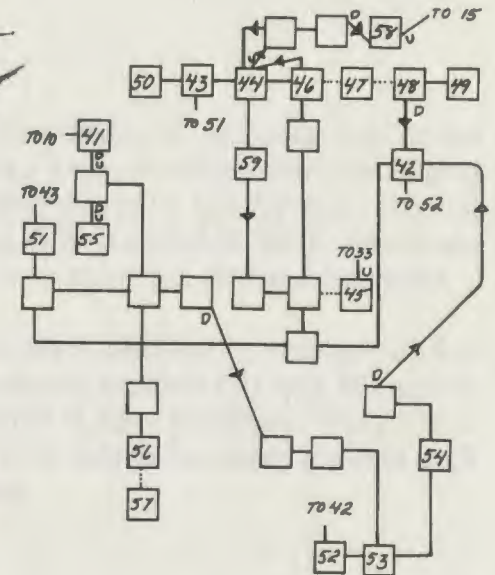 D 58 TO 15
U
50 43 44 46 47 48 49
TO 51 D
TO 10 41 59 42
D
U
TO 43 TO 52
D
U
51 55 TO 33
U
45
D
D
56 54
57 TO 42
52 53